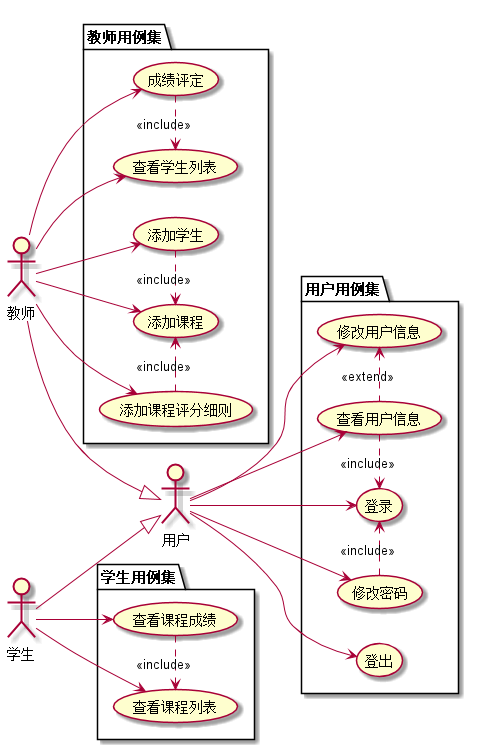 教师用例集
成绩评定
«include»
查看学生列表
添加学生
«include»
添加课程
«include»
添加课程评分细则
教师
用户用例集
修改用户信息
«extend»
查看用户信息
«include»
登录
«include»
修改密码
登出
用户
学生用例集
查看课程成绩
«include»
查看课程列表
学生